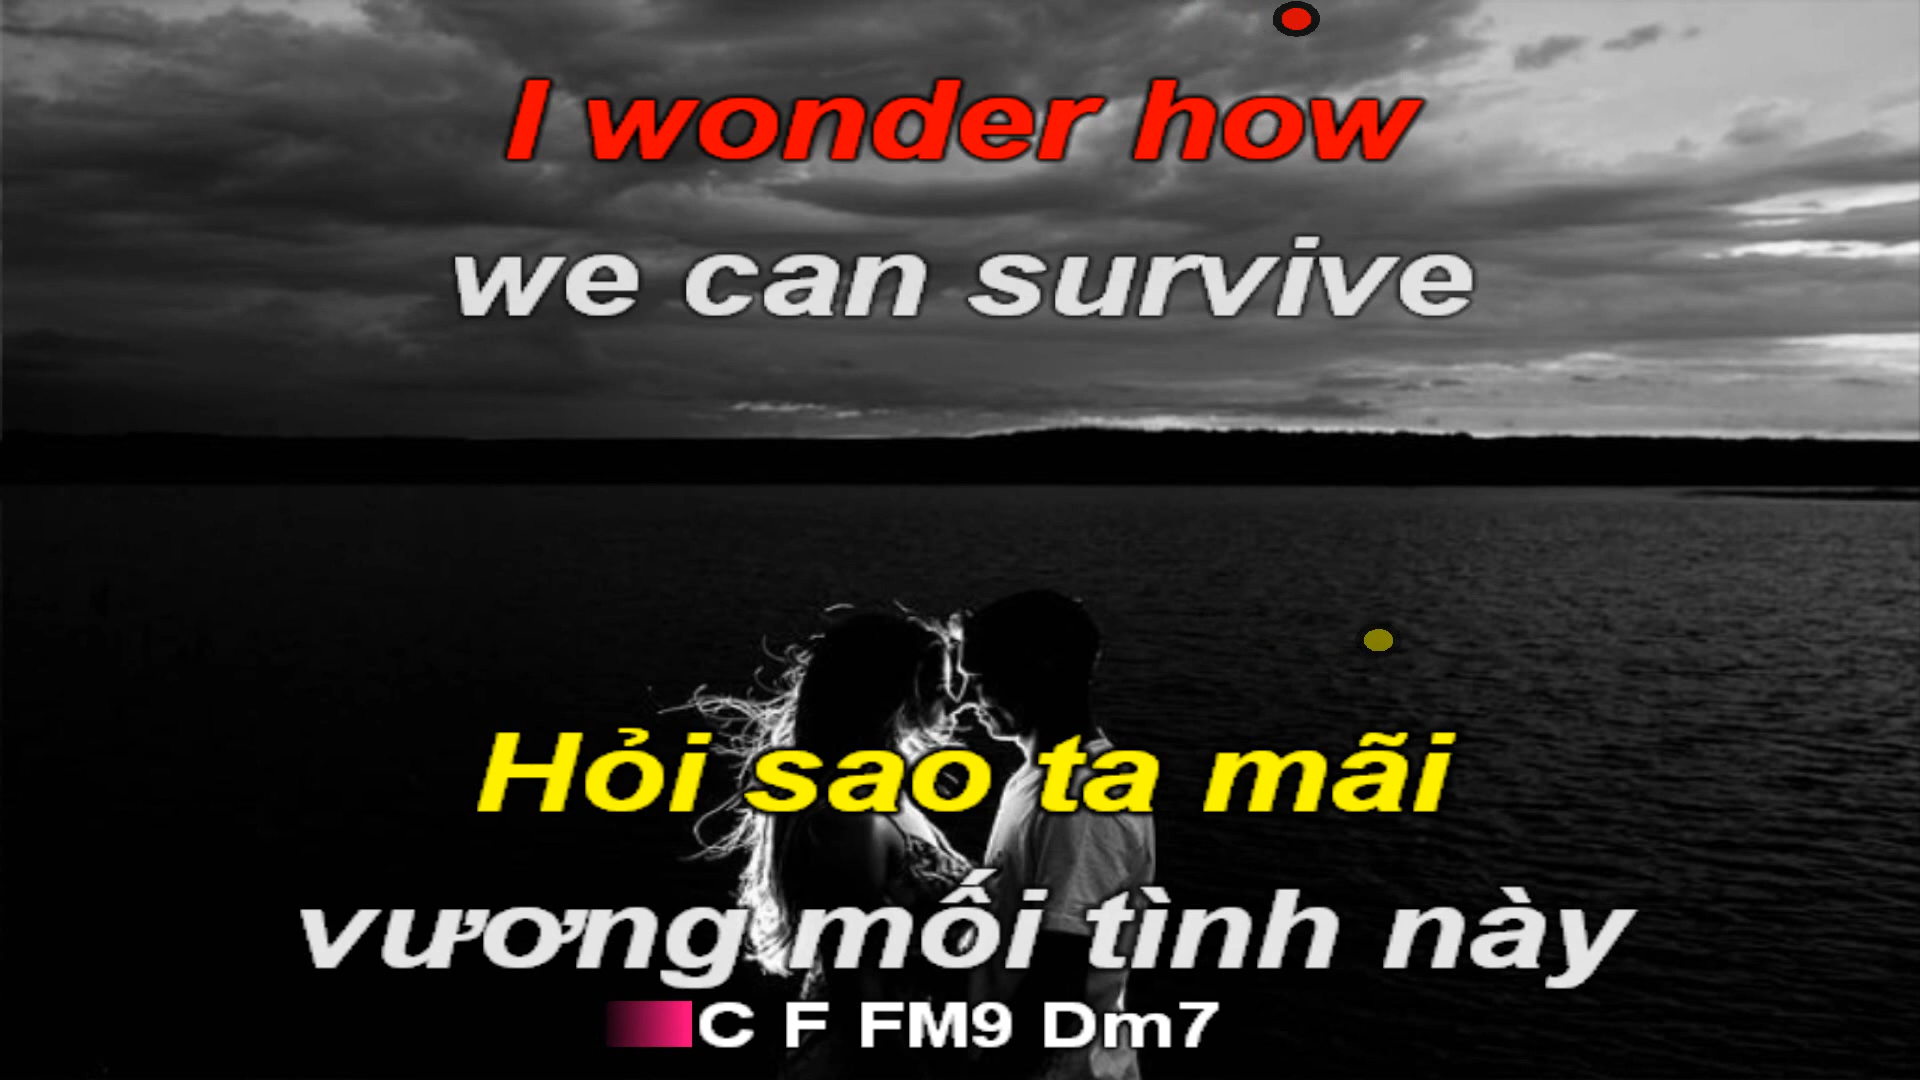 I wonder how
we can survive
Hỏi sao ta mãi
vương mối tình này
C F FM9 Dm7